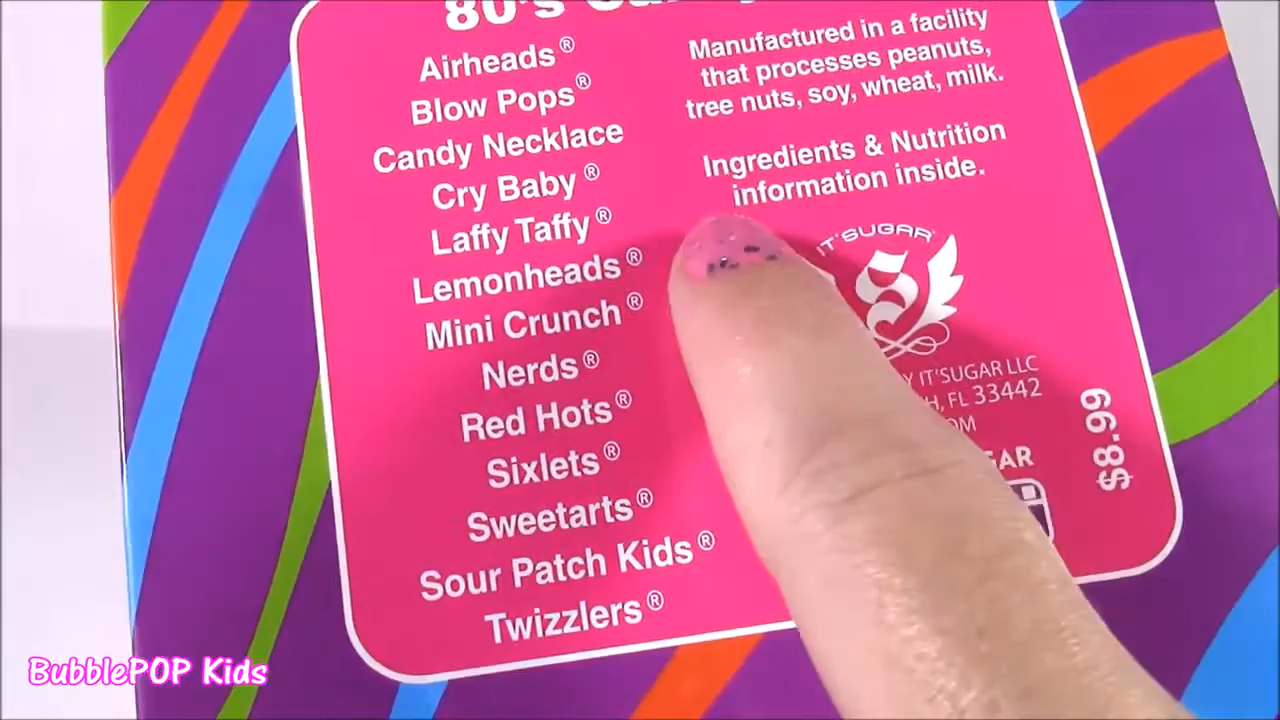 80's
Airheads®
Blow Pops®
Candy Necklace
Cry Baby®
Laffy Taffy®
Lemonheads®
Mini Crunch®
Nerds®
Red Hots®
Sixlets®
Sweetarts®
Sour Patch Kids®
Twizzlers®
Manufactured in a facility
that processes peanuts,
tree nuts, soy, wheat, milk.
Ingredients & Nutrition
information inside.
IT'SUGAR
IT'SUGAR LLC
FL 33442
$8.99
BubblePOP Kids